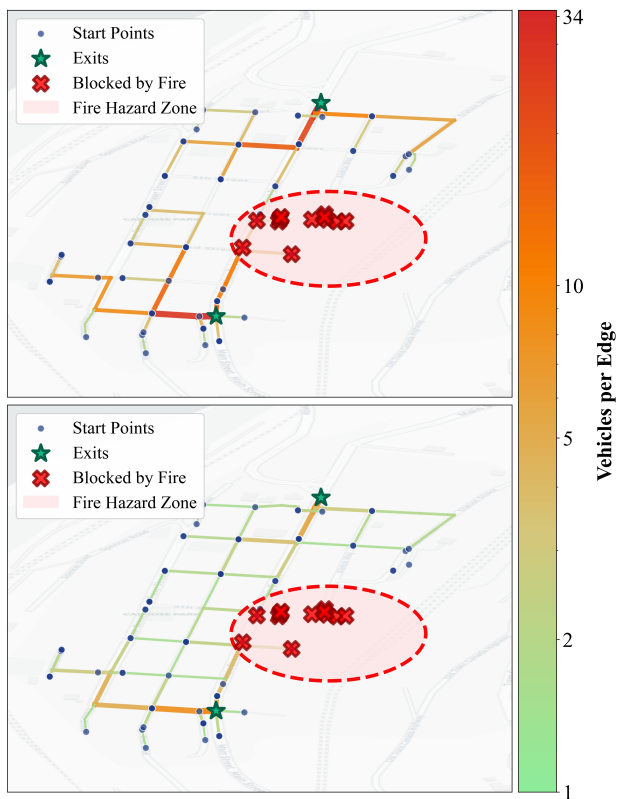 Start Points
Exits
Blocked by Fire
Fire Hazard Zone
Start Points
Exits
Blocked by Fire
Fire Hazard Zone
34
10
5
2
1
Vehicles per Edge